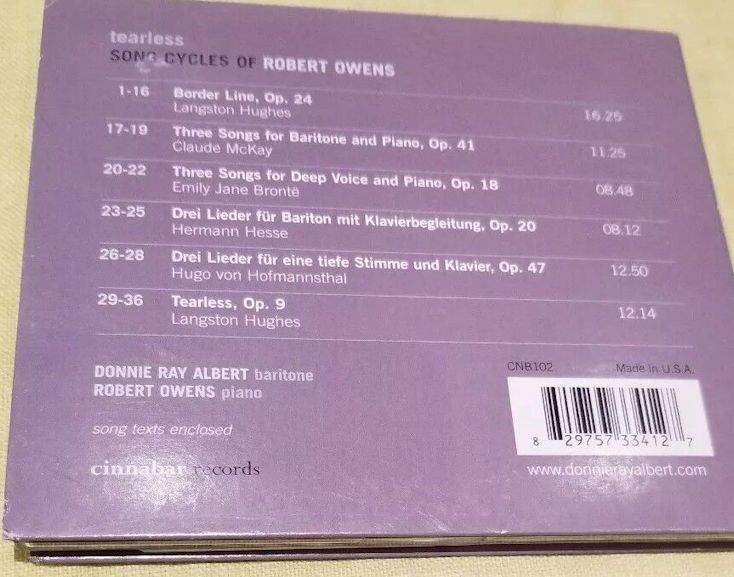 tearless
SONG CYCLES OF ROBERT OWENS
1-16 Border Line, Op. 24
Langston Hughes 16.25
17-19 Three Songs for Baritone and Piano, Op. 41
Claude McKay 11.25
20-22 Three Songs for Deep Voice and Piano, Op. 18
Emily Jane Brontë 08.48
23-25 Drei Lieder für Bariton mit Klavierbegleitung, Op. 20
Hermann Hesse 08.12
26-28 Drei Lieder für eine tiefe Stimme und Klavier, Op. 47
Hugo von Hofmannsthal 12.50
29-36 Tearless, Op. 9
Langston Hughes 12.14
DONNIE RAY ALBERT baritone
ROBERT OWENS piano
song texts enclosed
cinnabar records
CNB102 Made in U.S.A.
8 29757 33412 7
www.donnierayalbert.com